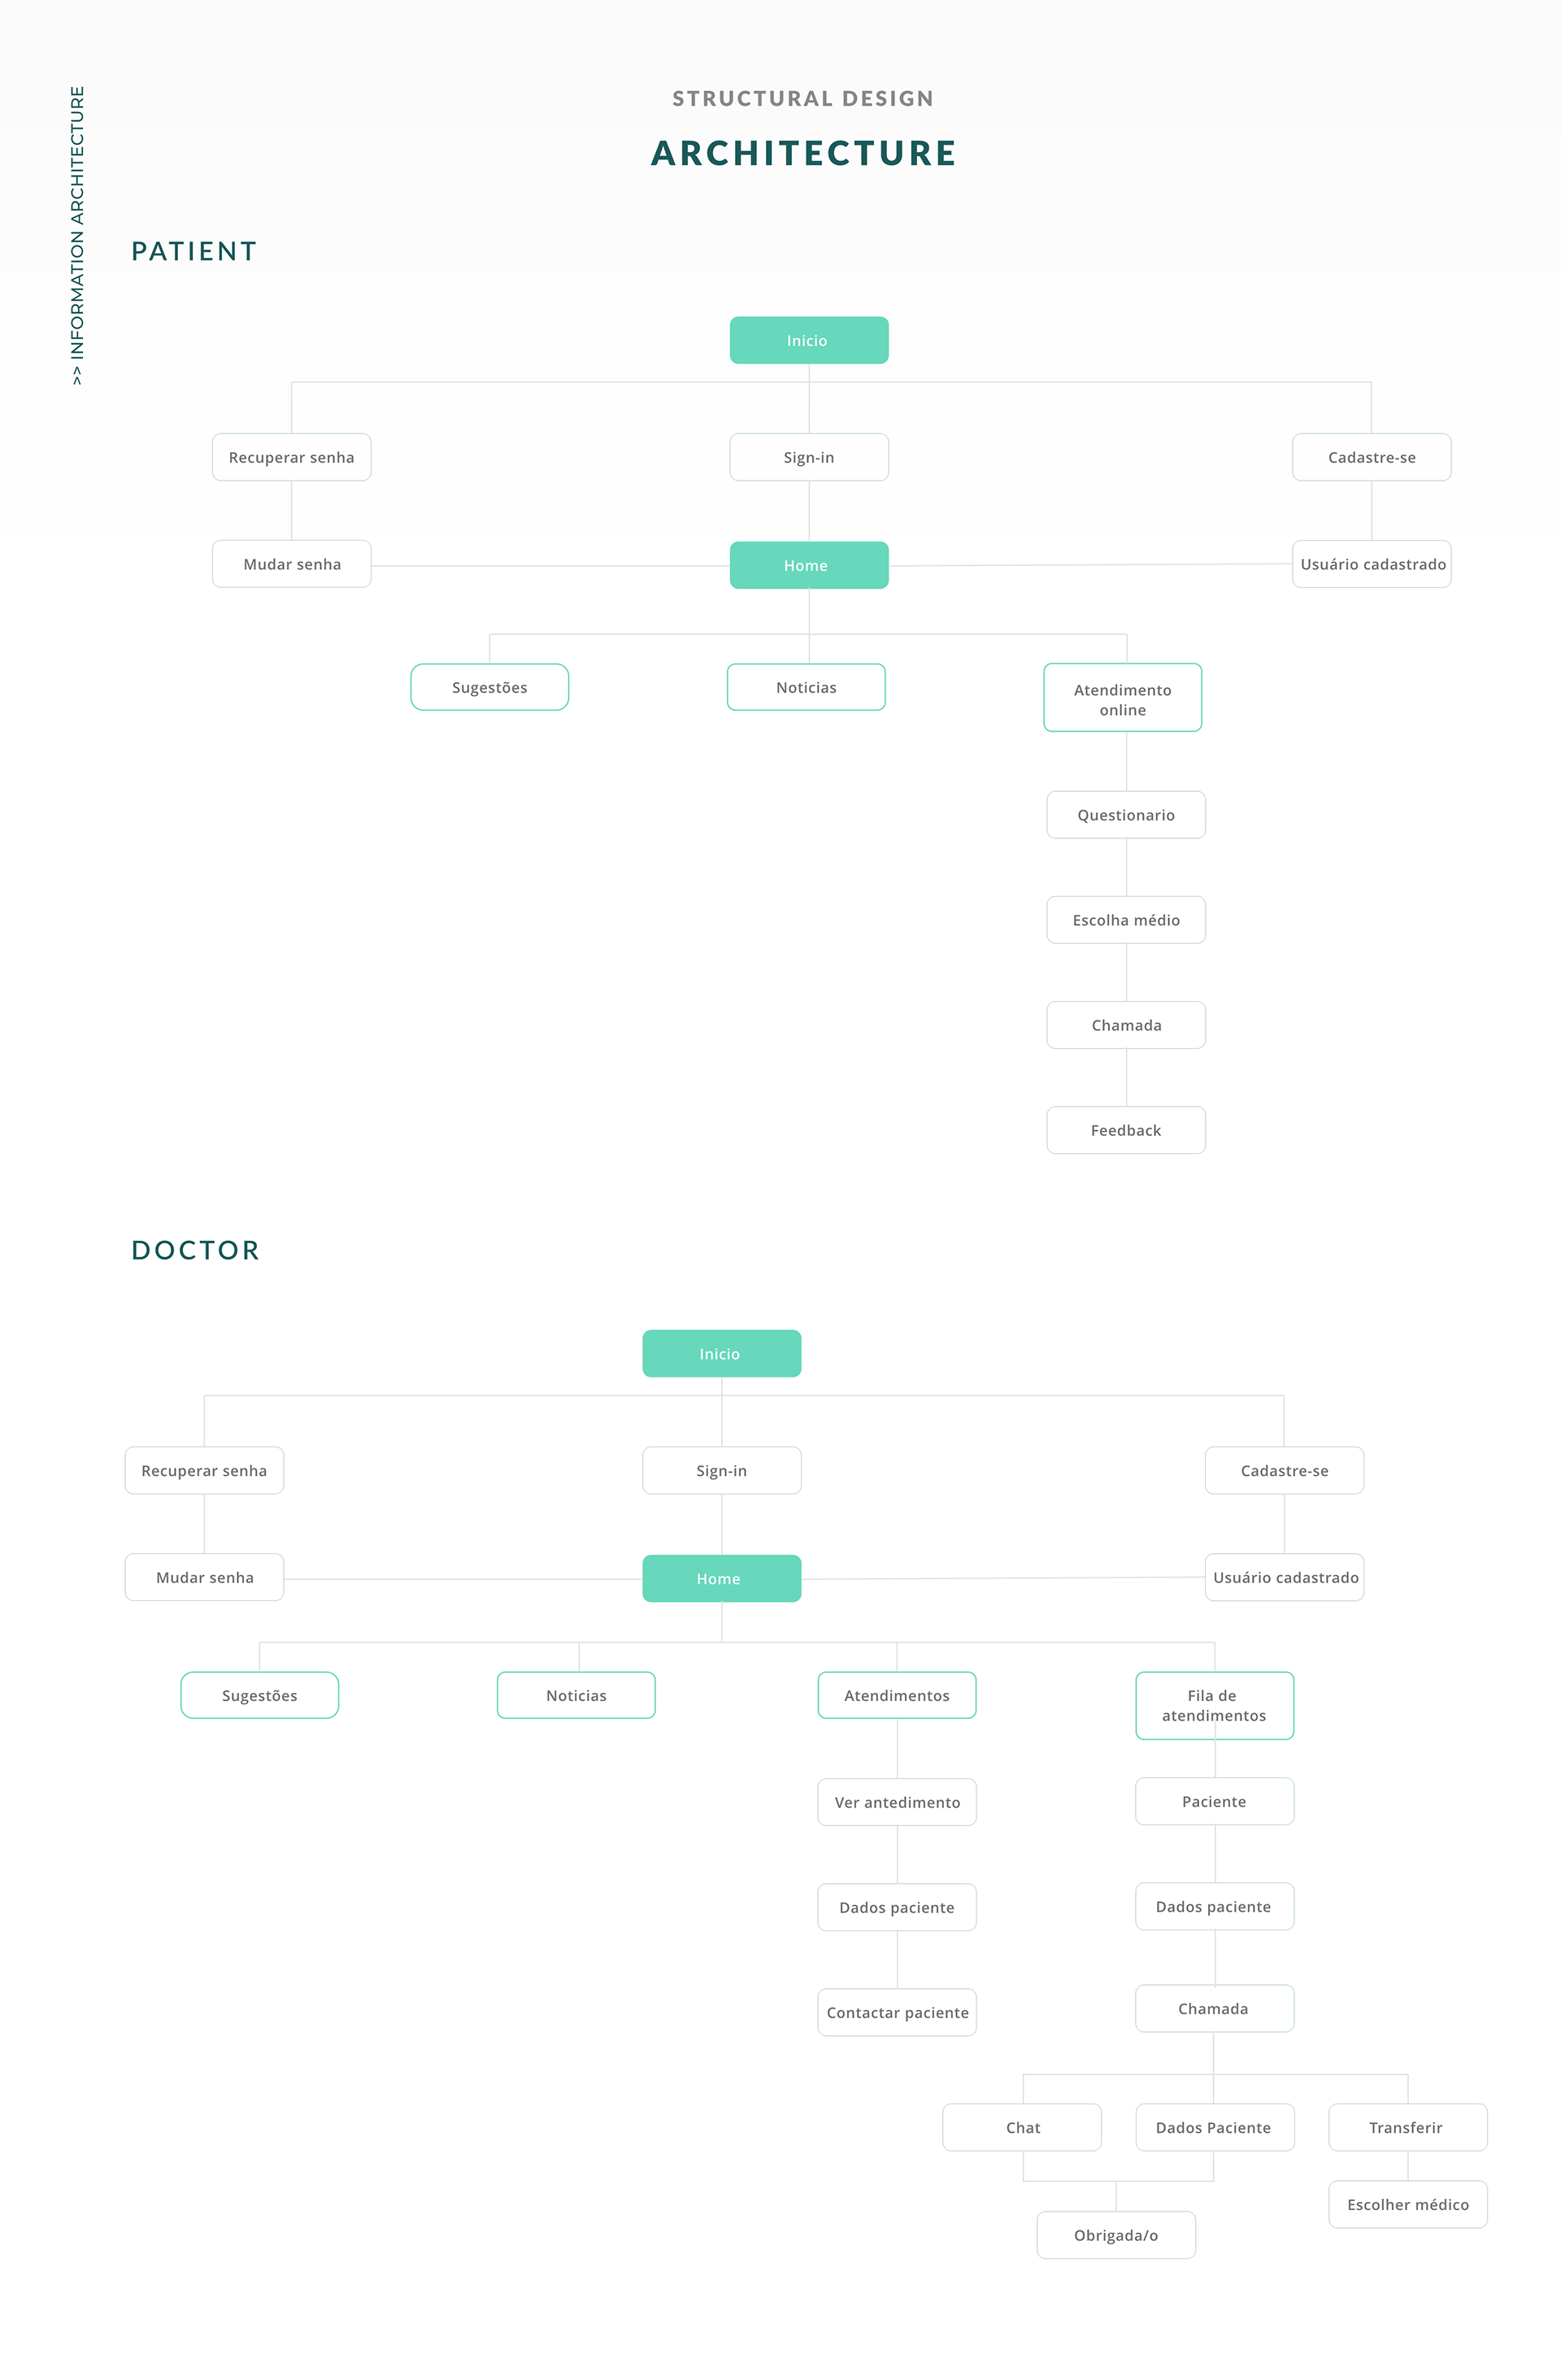 >> INFORMATION ARCHITECTURE
STRUCTURAL DESIGN
ARCHITECTURE
PATIENT
Inicio
Recuperar senha
Sign-in
Cadastre-se
Mudar senha
Home
Usuário cadastrado
Sugestões
Noticias
Atendimento
online
Questionario
Escolha médio
Chamada
Feedback
DOCTOR
Inicio
Recuperar senha
Sign-in
Cadastre-se
Mudar senha
Home
Usuário cadastrado
Sugestões
Noticias
Atendimentos
Fila de
atendimentos
Ver antedimento
Paciente
Dados paciente
Dados paciente
Contactar paciente
Chamada
Chat
Dados Paciente
Transferir
Escolher médico
Obrigada/o